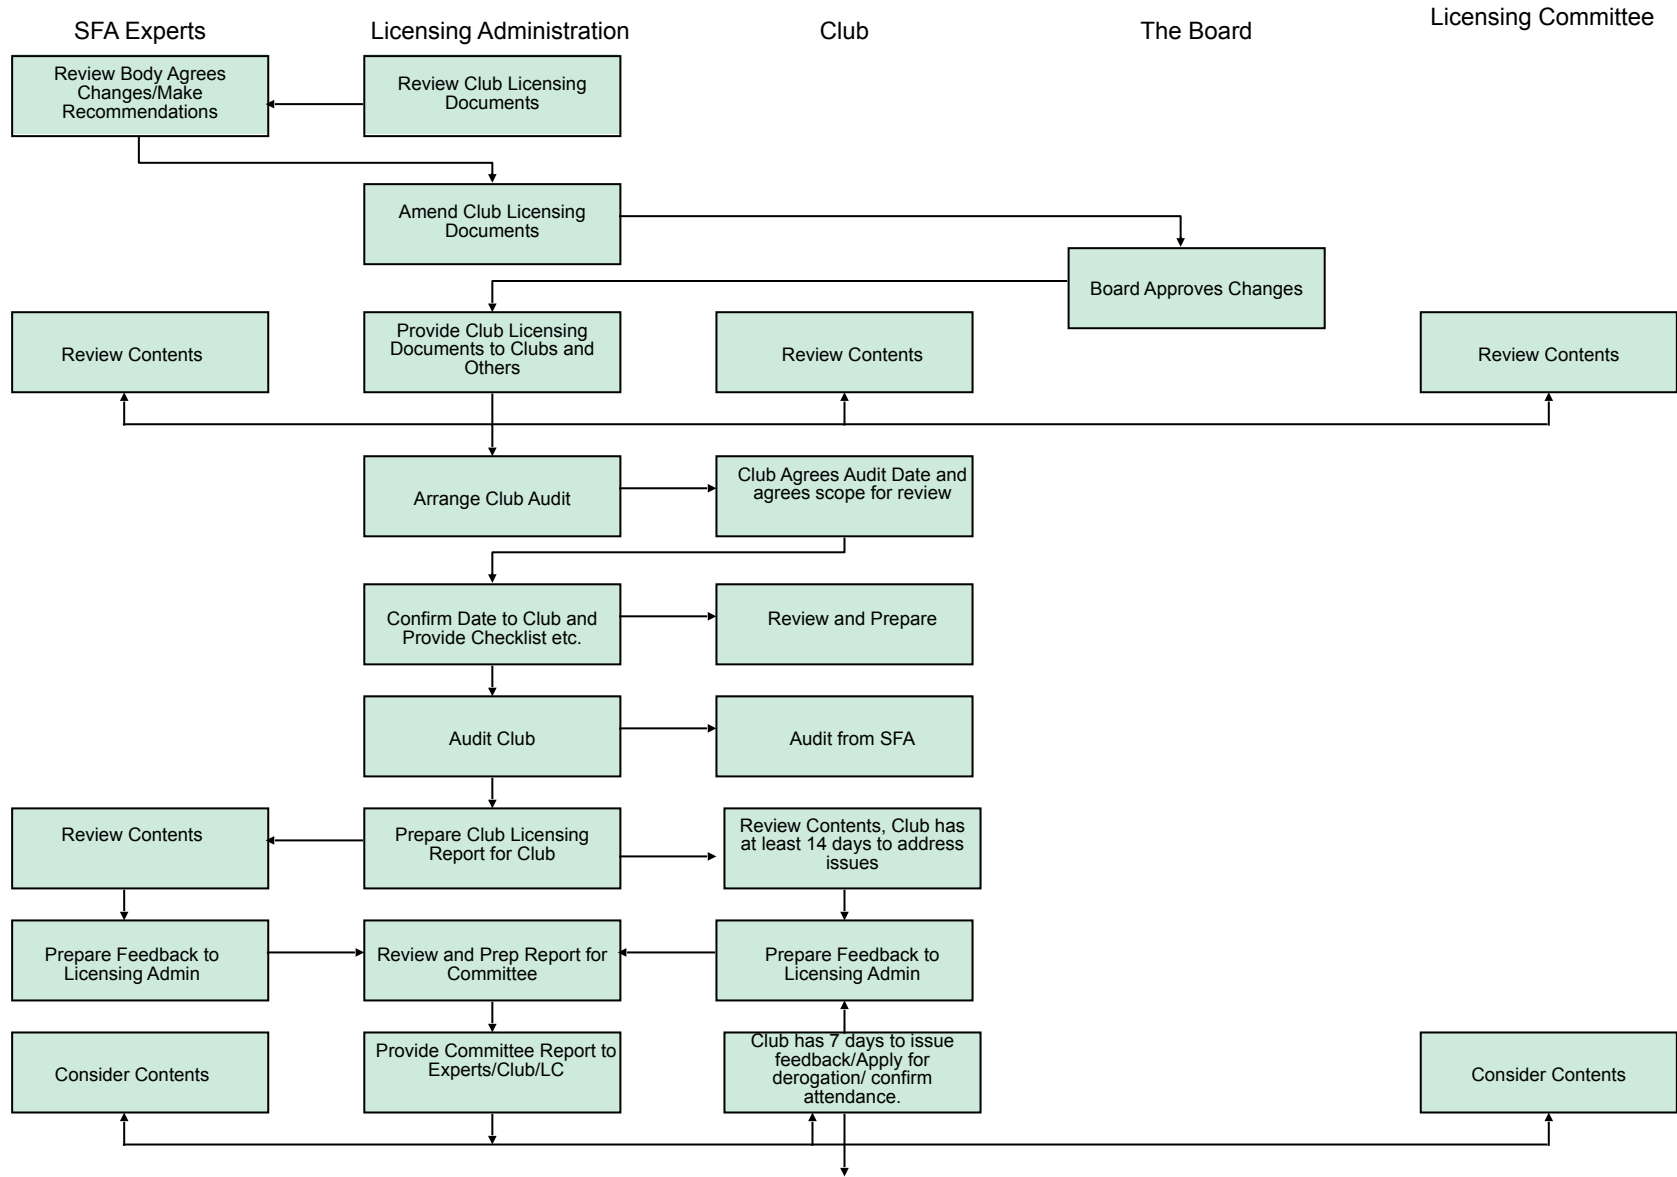 SFA Experts
Licensing Administration
Club
The Board
Licensing Committee
Review Body Agrees
Changes/Make
Recommendations
Review Club Licensing
Documents
Amend Club Licensing
Documents
Board Approves Changes
Review Contents
Provide Club Licensing
Documents to Clubs and
Others
Review Contents
Review Contents
Arrange Club Audit
Club Agrees Audit Date and
agrees scope for review
Confirm Date to Club and
Provide Checklist etc.
Review and Prepare
Audit Club
Audit from SFA
Review Contents
Prepare Club Licensing
Report for Club
Review Contents, Club has
at least 14 days to address
issues
Prepare Feedback to
Licensing Admin
Review and Prep Report for
Committee
Prepare Feedback to
Licensing Admin
Consider Contents
Provide Committee Report to
Experts/Club/LC
Club has 7 days to issue
feedback/Apply for
derogation/ confirm
attendance.
Consider Contents